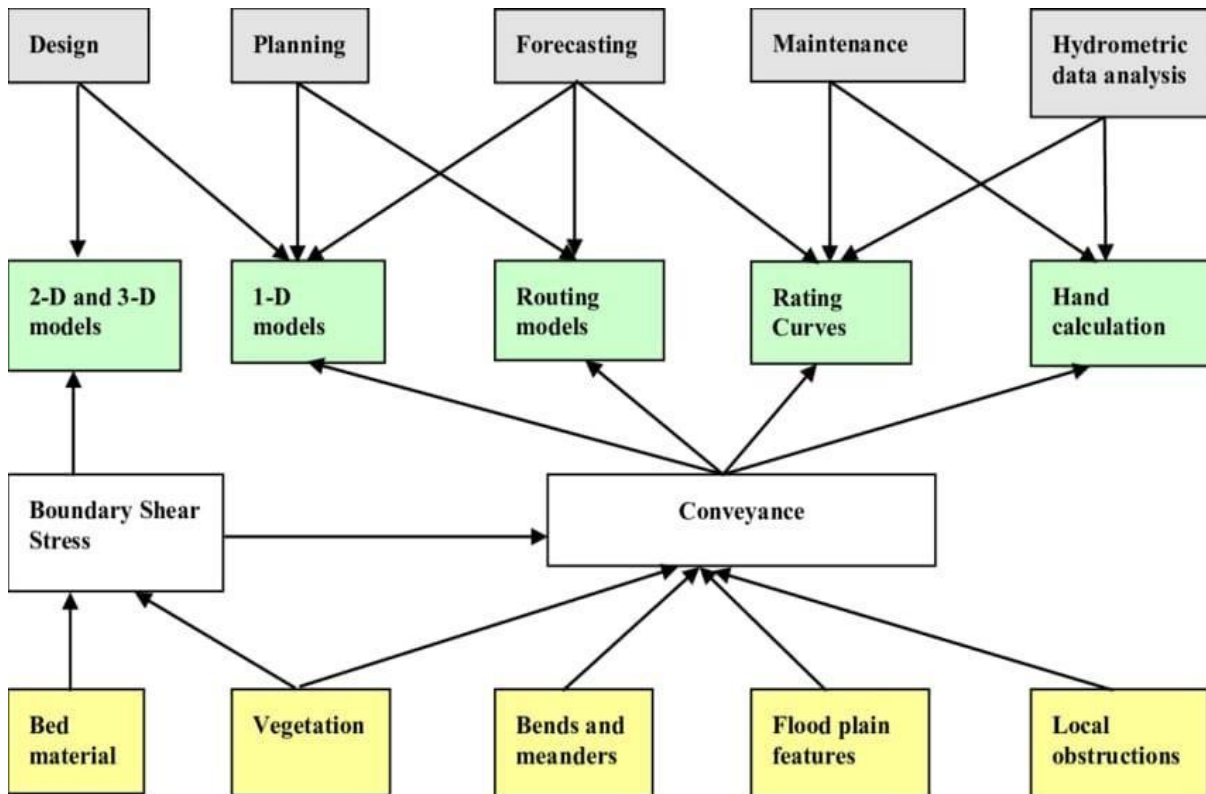 Design
Planning
Forecasting
Maintenance
Hydrometric
data analysis
2-D and 3-D
models
1-D
models
Routing
models
Rating
Curves
Hand
calculation
Boundary Shear
Stress
Conveyance
Bed
material
Vegetation
Bends and
meanders
Flood plain
features
Local
obstructions